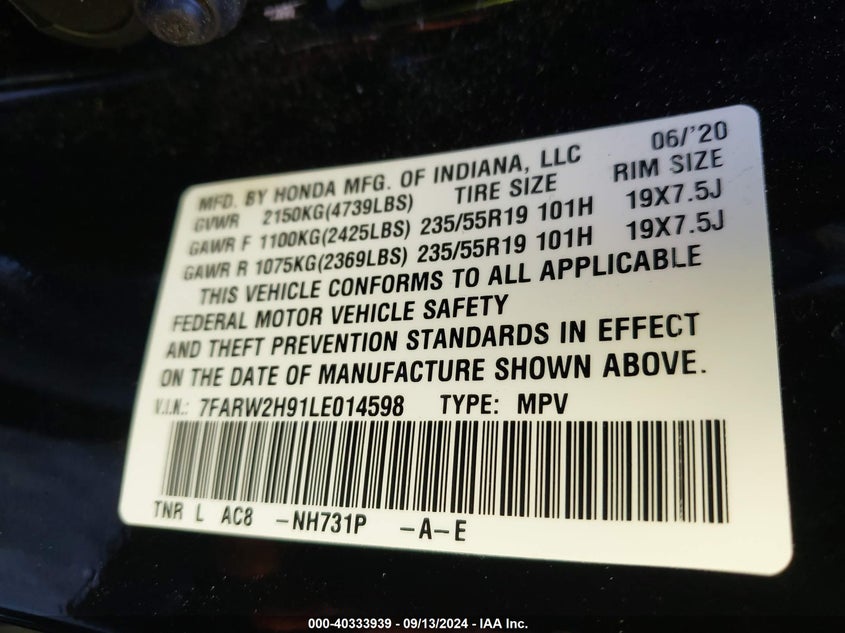 MFD. BY HONDA MFG. OF INDIANA, LLC 06/'20
GVWR 2150KG(4739LBS) TIRE SIZE RIM SIZE
GAWR F 1100KG(2425LBS) 235/55R19 101H 19X7.5J
GAWR R 1075KG(2369LBS) 235/55R19 101H 19X7.5J
THIS VEHICLE CONFORMS TO ALL APPLICABLE
FEDERAL MOTOR VEHICLE SAFETY
AND THEFT PREVENTION STANDARDS IN EFFECT
ON THE DATE OF MANUFACTURE SHOWN ABOVE.
V.I.N.: 7FARW2H91LE014598 TYPE: MPV
TNR L AC8 -NH731P -A-E
000-40333939 - 09/13/2024 - IAA Inc.